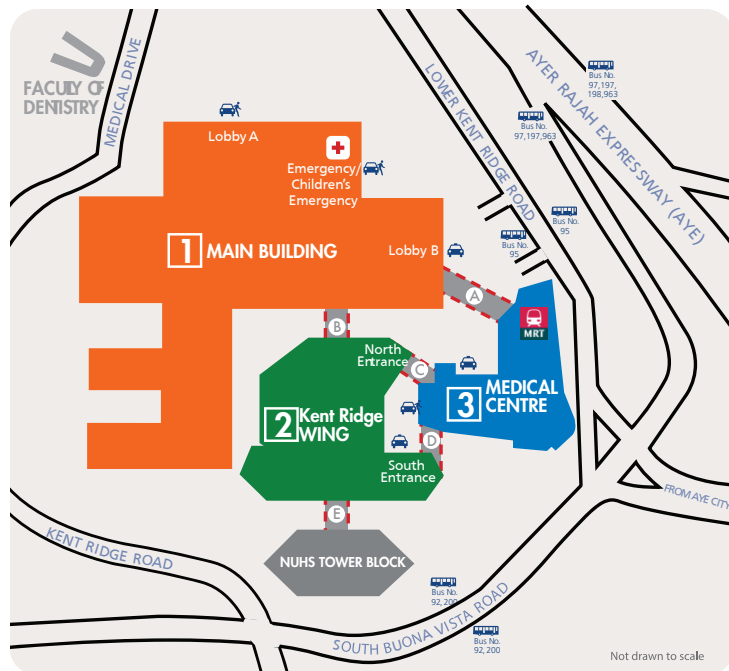 FACULTY OF
DENTISTRY
MEDICAL DRIVE
LOWER KENT RIDGE ROAD
AYER RAJAH EXPRESSWAY (AYE)
Bus No.
97,197,
198,963
Bus No.
97,197,963
Lobby A
Emergency/
Children's
Emergency
1 MAIN BUILDING
Lobby B
Bus No.
95
Bus No.
95
A
MRT
B
North
Entrance
C
3 MEDICAL
CENTRE
2 Kent Ridge
WING
D
South
Entrance
E
FROM AYE CITY
KENT RIDGE ROAD
NUHS TOWER BLOCK
Bus No.
92, 200
SOUTH BUONA VISTA ROAD
Bus No.
92, 200
Not drawn to scale